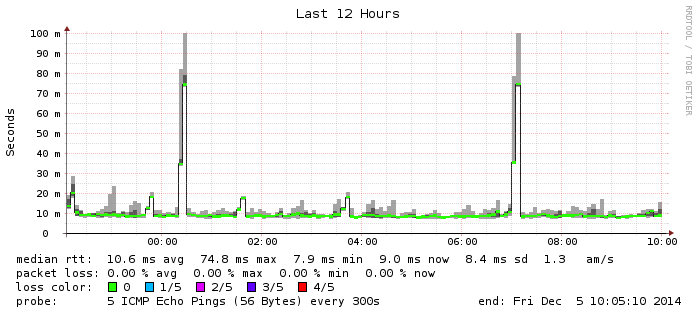 Last 12 Hours
RRDTOOL / TOBI OETIKER
Seconds
100 m
90 m
80 m
70 m
60 m
50 m
40 m
30 m
20 m
10 m
0
00:00 02:00 04:00 06:00 08:00 10:00
median rtt: 10.6 ms avg 74.8 ms max 7.9 ms min 9.0 ms now 8.4 ms sd 1.3 am/s
packet loss: 0.00 % avg 0.00 % max 0.00 % min 0.00 % now
loss color: 0 1/5 2/5 3/5 4/5
probe: 5 ICMP Echo Pings (56 Bytes) every 300s end: Fri Dec 5 10:05:10 2014